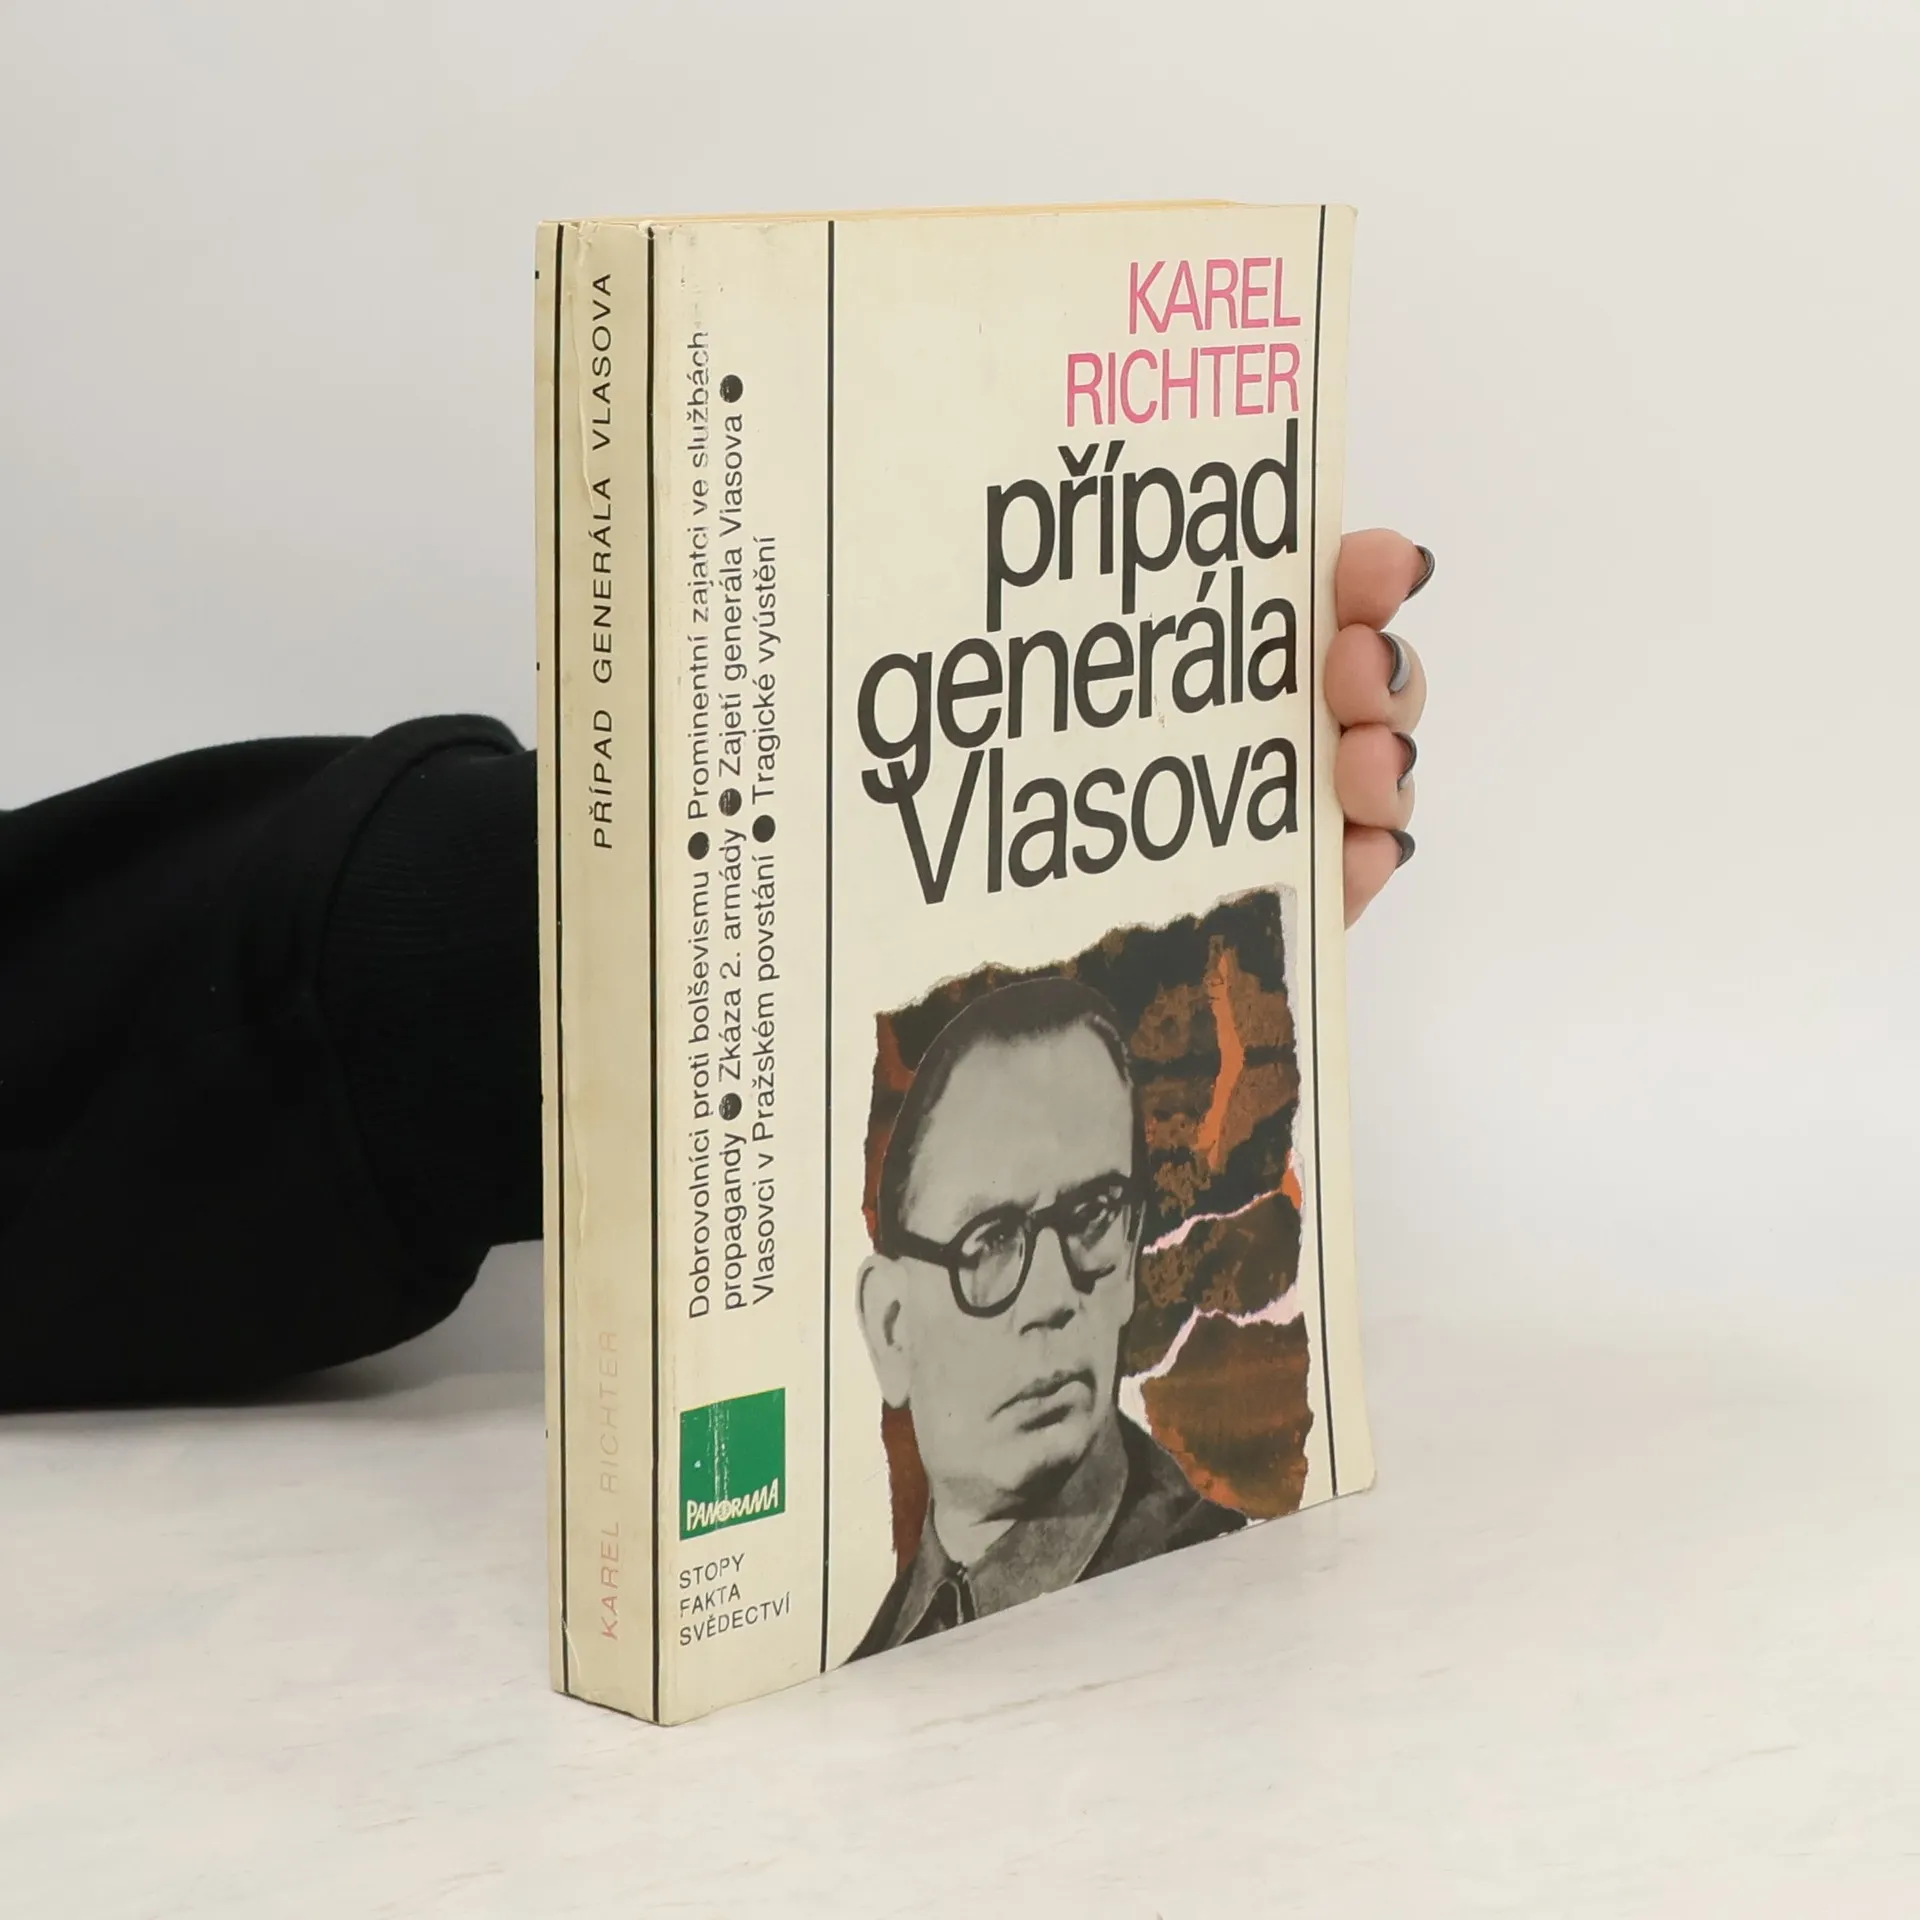 PŘÍPAD GENERÁLA VLASOVA
KAREL RICHTER
Dobrovolníci proti bolševismu ● Prominentní zajatci ve službách
propagandy ● Zkáza 2. armády ● Zajetí generála Vlasova ●
Vlasovci v Pražském povstání ● Tragické vyústění
PANORAMA
STOPY
FAKTA
SVĚDECTVÍ
KAREL
RICHTER
případ
generála
Vlasova